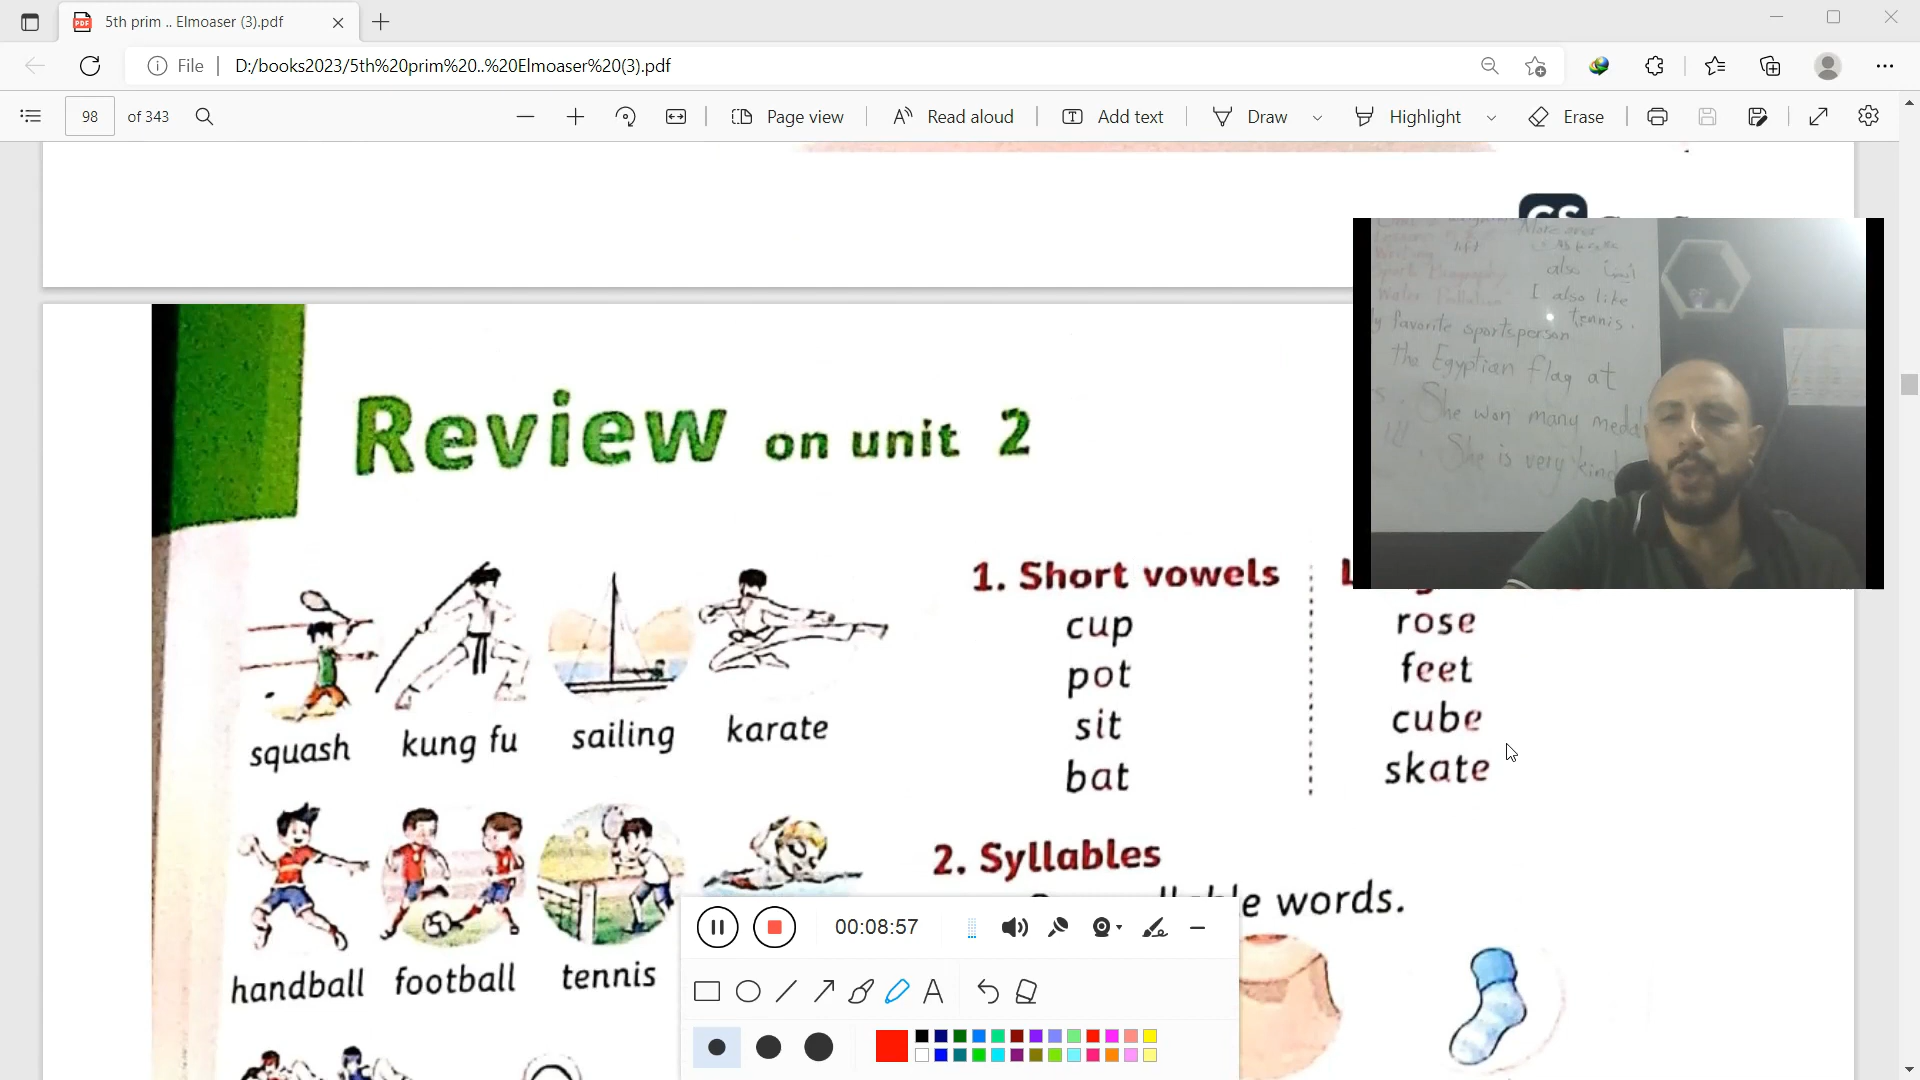 5th prim .. Elmoaser (3).pdf
File
D:/books2023/5th%20prim%20..%20Elmoaser%20(3).pdf
98 of 343
Page view
Read aloud
Add text
Draw
Highlight
Erase
More over
also
I also like
tennis.
favorite sportsperson
the Egyptian flag at
She won many
She is very kind
Review on unit 2
squash
kung fu
sailing
karate
handball
football
tennis
1. Short vowels
cup
pot
sit
bat
rose
feet
cube
skate
2. Syllables
words.
00:08:57